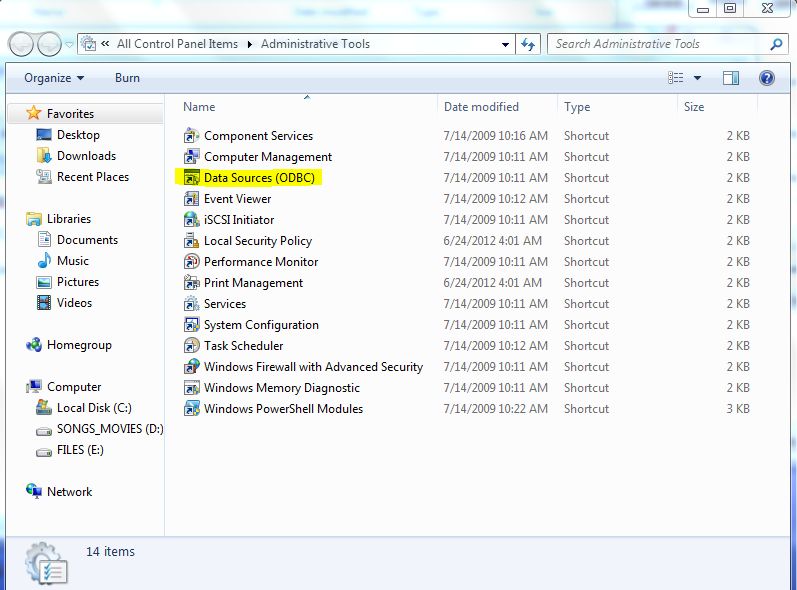 « All Control Panel Items Administrative Tools Search Administrative Tools
Organize Burn
Name Date modified Type Size
Favorites
Desktop
Downloads
Recent Places
Libraries
Documents
Music
Pictures
Videos
Homegroup
Computer
Local Disk (C:)
SONGS_MOVIES (D:)
FILES (E:)
Network
Component Services 7/14/2009 10:16 AM Shortcut 2 KB
Computer Management 7/14/2009 10:11 AM Shortcut 2 KB
Data Sources (ODBC) 7/14/2009 10:11 AM Shortcut 2 KB
Event Viewer 7/14/2009 10:12 AM Shortcut 2 KB
iSCSI Initiator 7/14/2009 10:11 AM Shortcut 2 KB
Local Security Policy 6/24/2012 4:01 AM Shortcut 2 KB
Performance Monitor 7/14/2009 10:11 AM Shortcut 2 KB
Print Management 6/24/2012 4:01 AM Shortcut 2 KB
Services 7/14/2009 10:11 AM Shortcut 2 KB
System Configuration 7/14/2009 10:11 AM Shortcut 2 KB
Task Scheduler 7/14/2009 10:12 AM Shortcut 2 KB
Windows Firewall with Advanced Security 7/14/2009 10:11 AM Shortcut 2 KB
Windows Memory Diagnostic 7/14/2009 10:11 AM Shortcut 2 KB
Windows PowerShell Modules 7/14/2009 10:22 AM Shortcut 3 KB
14 items